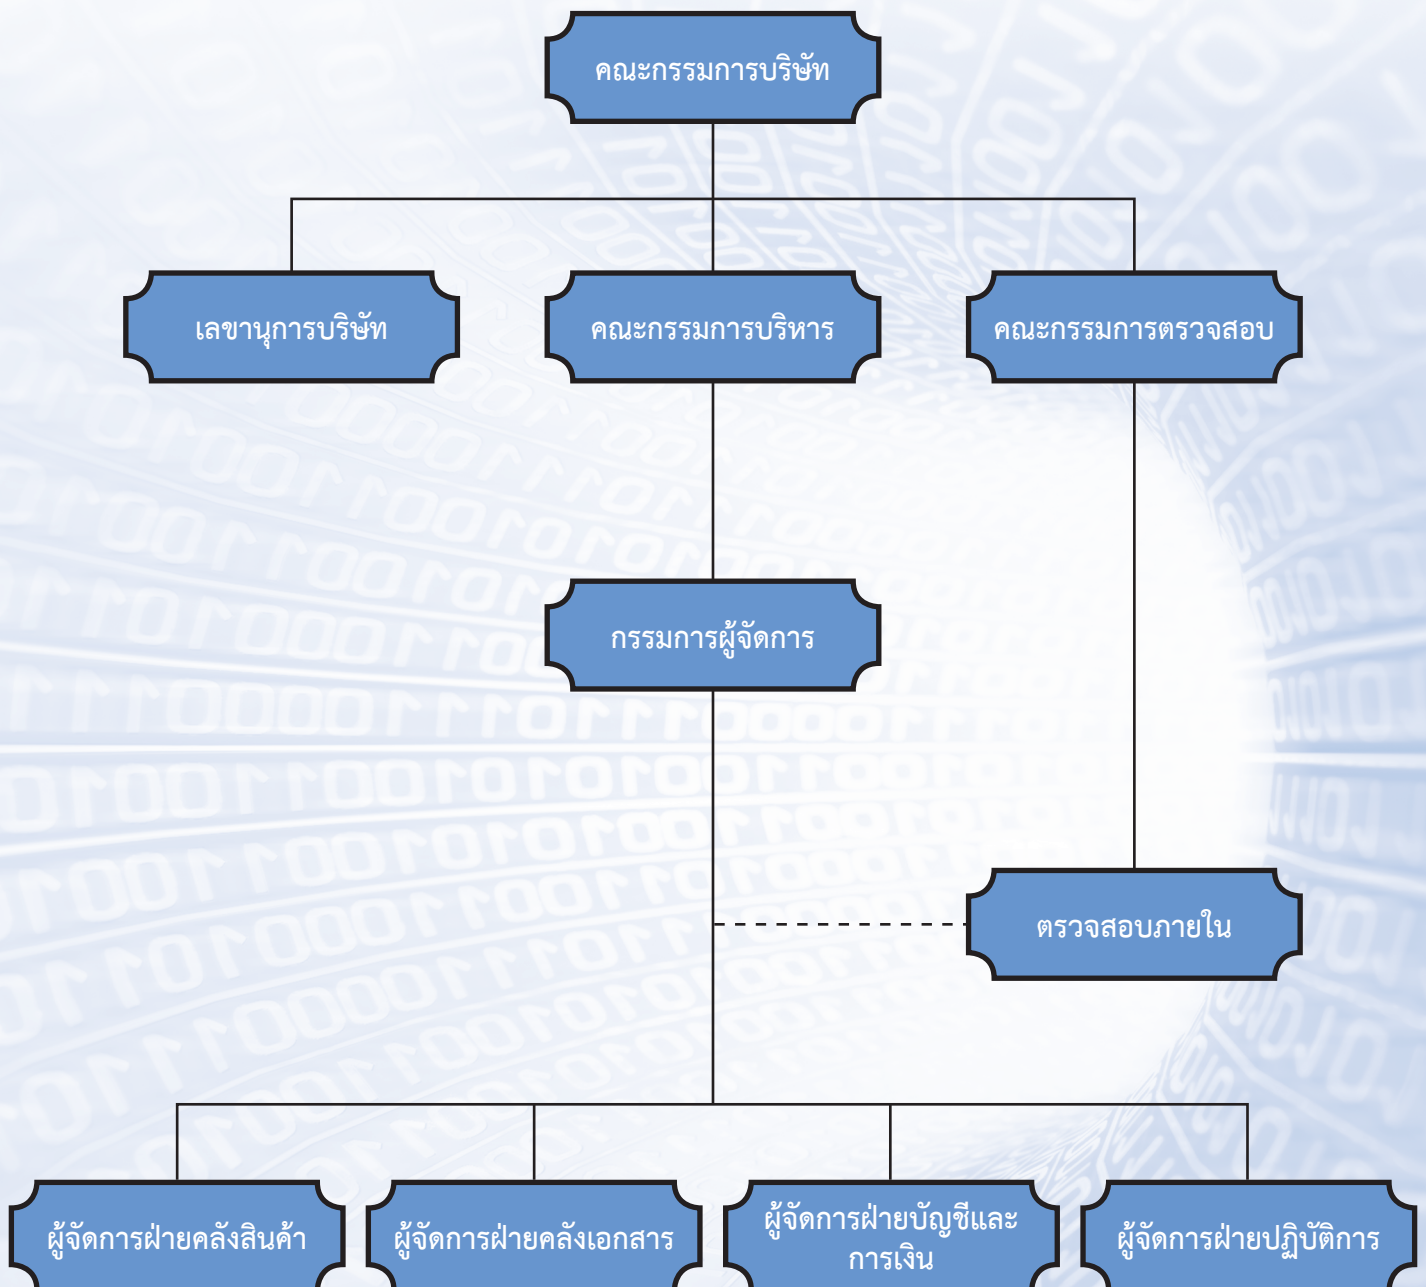 คณะกรรมการบริษัท
เลขานุการบริษัท
คณะกรรมการบริหาร
คณะกรรมการตรวจสอบ
กรรมการผู้จัดการ
ตรวจสอบภายใน
ผู้จัดการฝ่ายคลังสินค้า
ผู้จัดการฝ่ายคลังเอกสาร
ผู้จัดการฝ่ายบัญชีและ
การเงิน
ผู้จัดการฝ่ายปฏิบัติการ